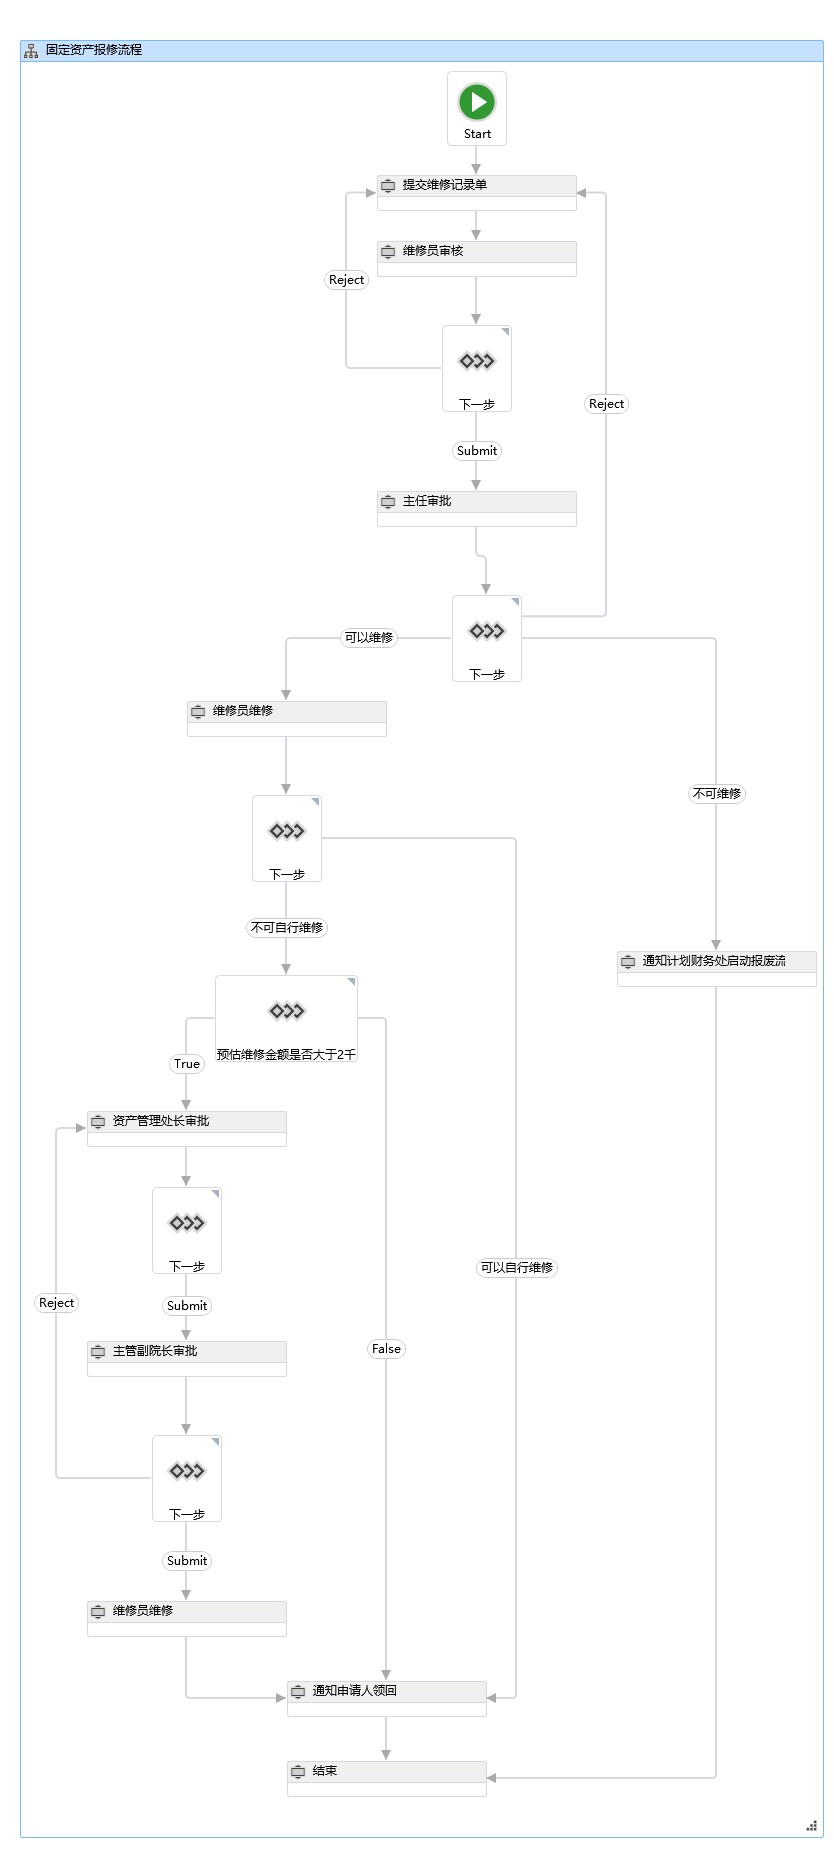 固定资产报修流程
Start
提交维修记录单
维修员审核
Reject
下一步
Reject
Submit
主任审批
下一步
可以维修
维修员维修
不可维修
下一步
不可自行维修
通知计划财务处启动报废流
预估维修金额是否大于2千
True
资产管理处长审批
下一步
可以自行维修
Reject
Submit
主管副院长审批
False
下一步
Submit
维修员维修
通知申请人领回
结束